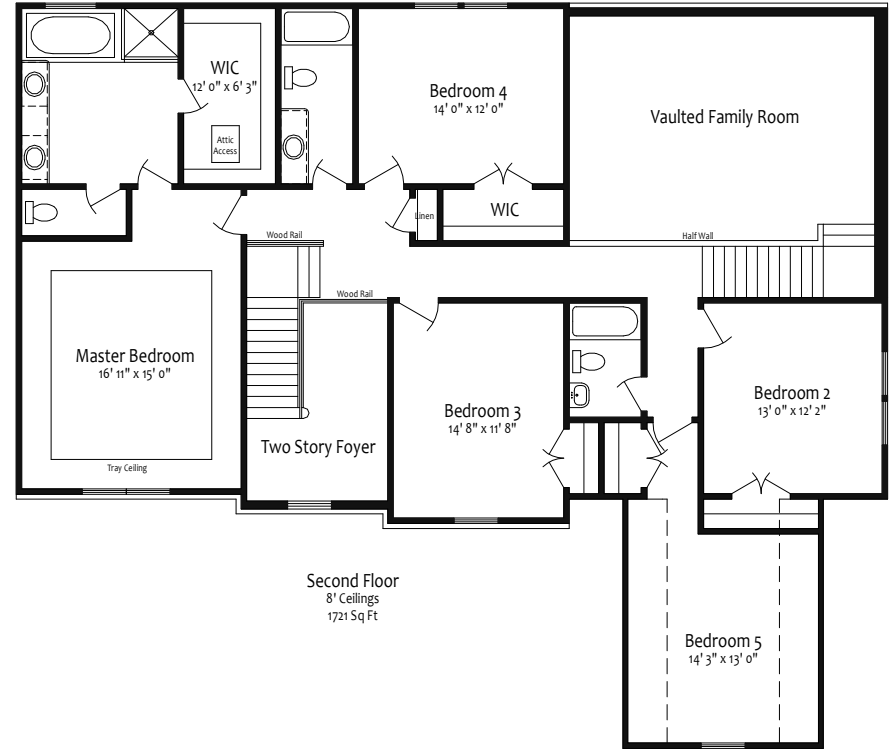 WIC
12' 0" x 6' 3"
Attic
Access
Bedroom 4
14' 0" x 12' 0"
Vaulted Family Room
Linen
WIC
Wood Rail
Half Wall
Wood Rail
Master Bedroom
16' 11" x 15' 0"
Tray Ceiling
Two Story Foyer
Bedroom 3
14' 8" x 11' 8"
Bedroom 2
13' 0" x 12' 2"
Second Floor
8' Ceilings
1721 Sq Ft
Bedroom 5
14' 3" x 13' 0"